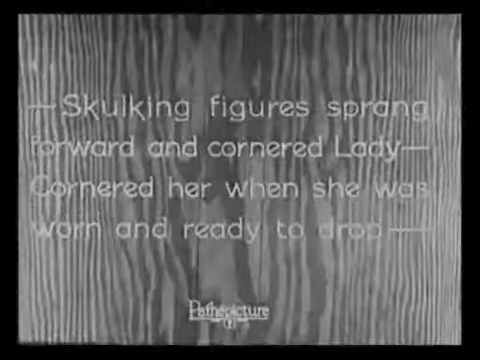 —Skulking figures sprang
forward and cornered Lady—
Cornered her when she was
worn and ready to drop—
Pathépicture